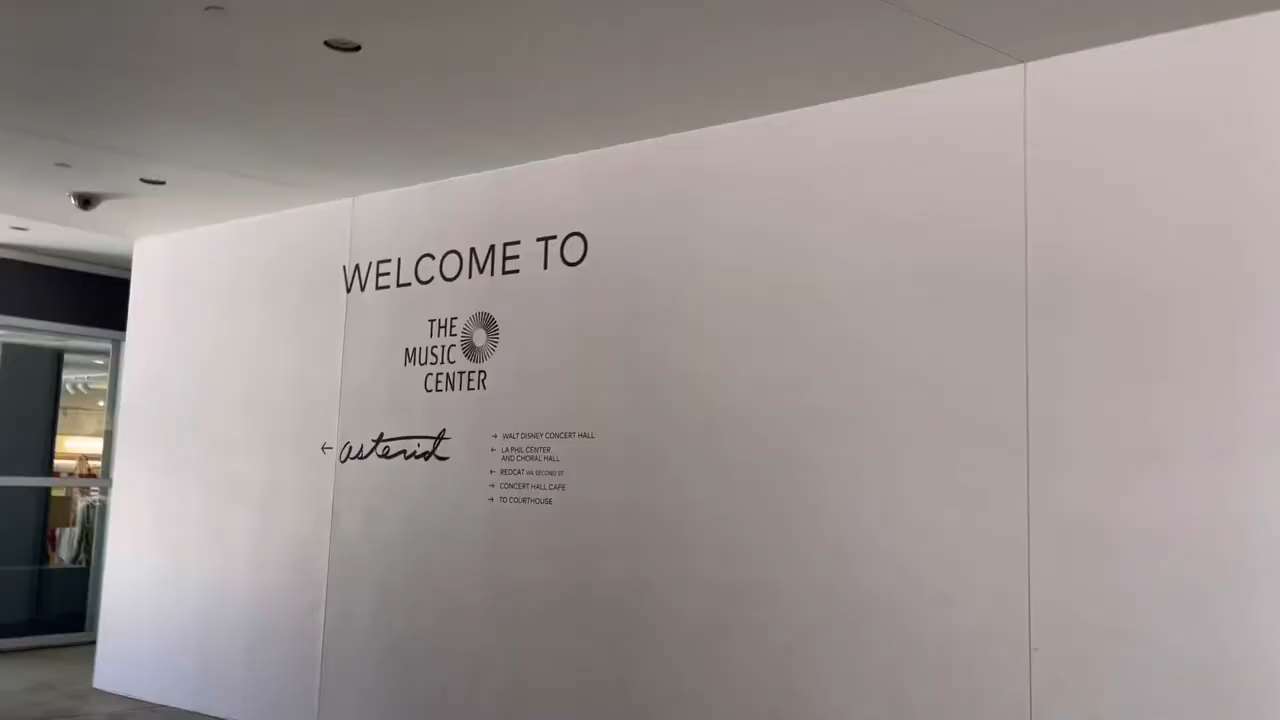 WELCOME TO
THE
MUSIC
CENTER
← asterid
→ WALT DISNEY CONCERT HALL
← LA PHIL CENTER
AND CHORAL HALL
← REDCAT VIA SECOND ST
→ CONCERT HALL CAFE
→ TO COURTHOUSE